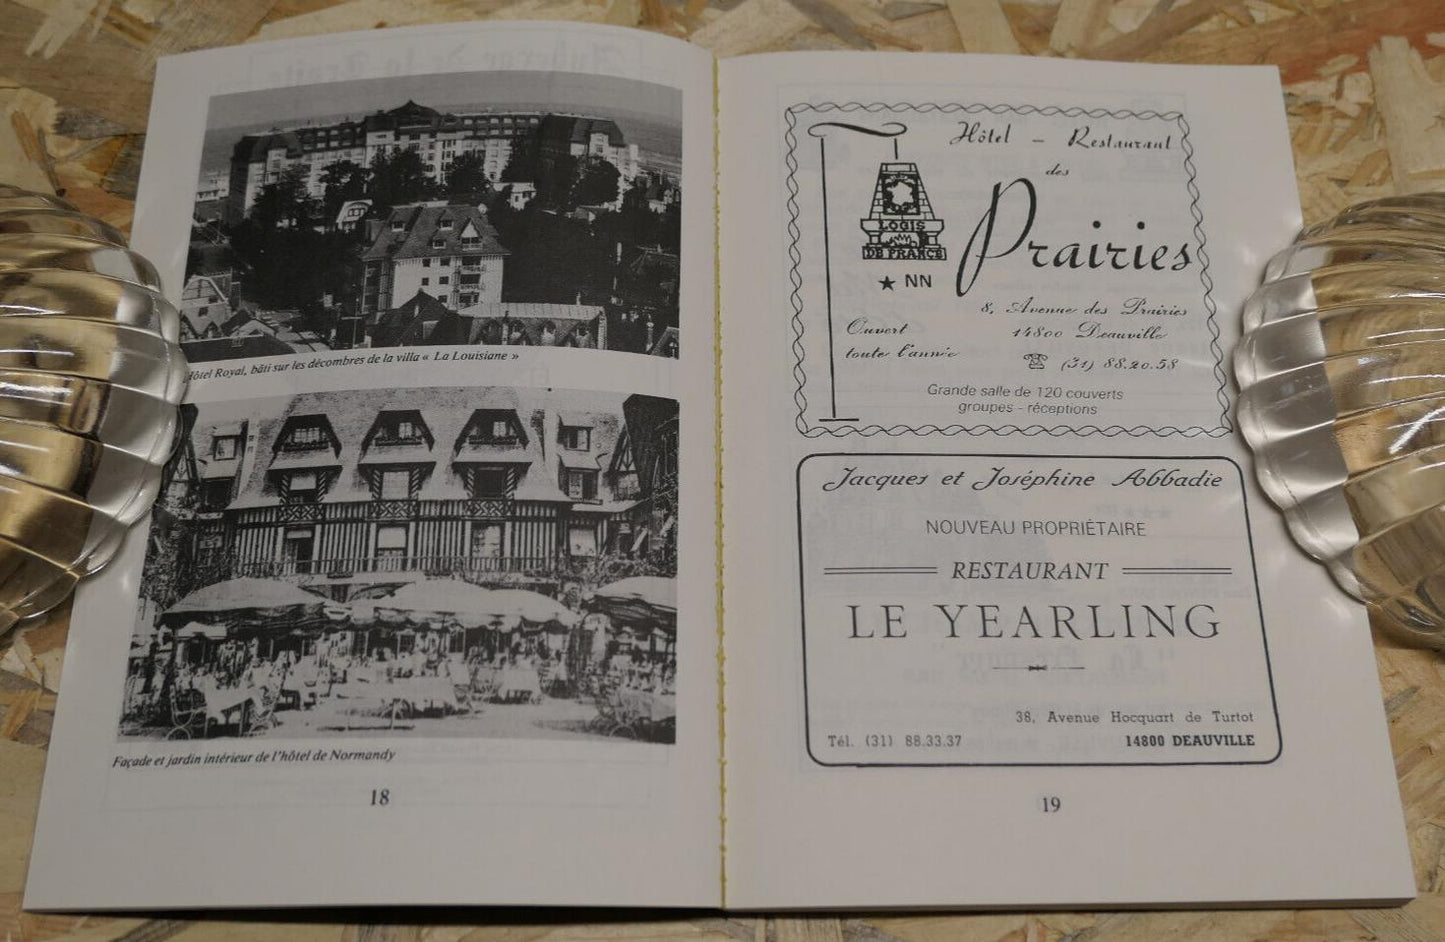 Hôtel Royal, bâti sur les décombres de la villa « La Louisiane »
Façade et jardin intérieur de l'hôtel de Normandy
18
Hôtel – Restaurant
des
Prairies
LOGIS
DE FRANCE
★ NN
8, Avenue des Prairies
14800 Deauville
☎ (31) 88.20.58
Ouvert
toute l'année
Grande salle de 120 couverts
groupes - réceptions
Jacques et Joséphine Abbadie
NOUVEAU PROPRIÉTAIRE
RESTAURANT
LE YEARLING
38, Avenue Hocquart de Turtot
Tél. (31) 88.33.37 14800 DEAUVILLE
19